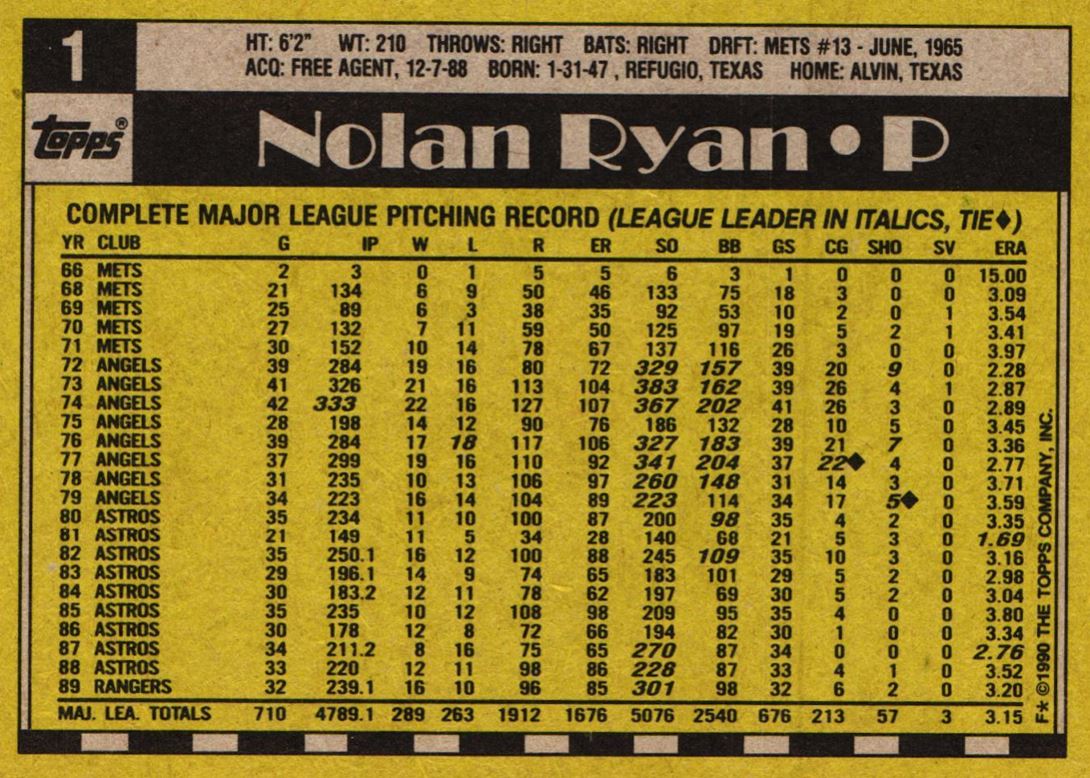 1
HT: 6'2" WT: 210 THROWS: RIGHT BATS: RIGHT DRFT: METS #13 - JUNE, 1965
ACQ: FREE AGENT, 12-7-88 BORN: 1-31-47 , REFUGIO, TEXAS HOME: ALVIN, TEXAS
topps®
Nolan Ryan • P
COMPLETE MAJOR LEAGUE PITCHING RECORD (LEAGUE LEADER IN ITALICS, TIE♦)
YR CLUB G IP W L R ER SO BB GS CG SHO SV ERA
66 METS 2 3 0 1 5 5 6 3 1 0 0 0 15.00
68 METS 21 134 6 9 50 46 133 75 18 3 0 0 3.09
69 METS 25 89 6 3 38 35 92 53 10 2 0 1 3.54
70 METS 27 132 7 11 59 50 125 97 19 5 2 1 3.41
71 METS 30 152 10 14 78 67 137 116 26 3 0 0 3.97
72 ANGELS 39 284 19 16 80 72 329 157 39 20 9 0 2.28
73 ANGELS 41 326 21 16 113 104 383 162 39 26 4 1 2.87
74 ANGELS 42 333 22 16 127 107 367 202 41 26 3 0 2.89
75 ANGELS 28 198 14 12 90 76 186 132 28 10 5 0 3.45
76 ANGELS 39 284 17 18 117 106 327 183 39 21 7 0 3.36
77 ANGELS 37 299 19 16 110 92 341 204 37 22♦ 4 0 2.77
78 ANGELS 31 235 10 13 106 97 260 148 31 14 3 0 3.71
79 ANGELS 34 223 16 14 104 89 223 114 34 17 5♦ 0 3.59
80 ASTROS 35 234 11 10 100 87 200 98 35 4 2 0 3.35
81 ASTROS 21 149 11 5 34 28 140 68 21 5 3 0 1.69
82 ASTROS 35 250.1 16 12 100 88 245 109 35 10 3 0 3.16
83 ASTROS 29 196.1 14 9 74 65 183 101 29 5 2 0 2.98
84 ASTROS 30 183.2 12 11 78 62 197 69 30 5 2 0 3.04
85 ASTROS 35 235 10 12 108 98 209 95 35 4 0 0 3.80
86 ASTROS 30 178 12 8 72 66 194 82 30 1 0 0 3.34
87 ASTROS 34 211.2 8 16 75 65 270 87 34 0 0 0 2.76
88 ASTROS 33 220 12 11 98 86 228 87 33 4 1 0 3.52
89 RANGERS 32 239.1 16 10 96 85 301 98 32 6 2 0 3.20
MAJ. LEA. TOTALS 710 4789.1 289 263 1912 1676 5076 2540 676 213 57 3 3.15
F* ©1990 THE TOPPS COMPANY, INC.